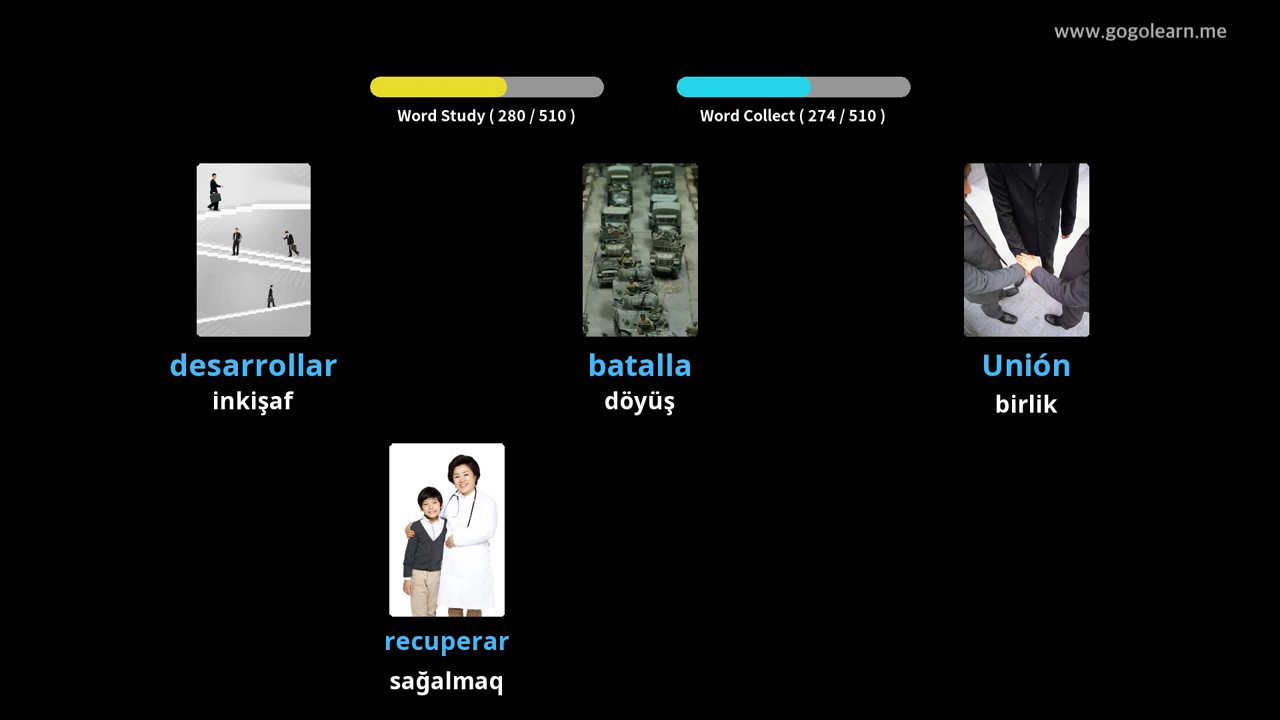 www.gogolearn.me
Word Study ( 280 / 510 )
Word Collect ( 274 / 510 )
desarrollar
inkişaf
batalla
döyüş
Unión
birlik
recuperar
sağalmaq